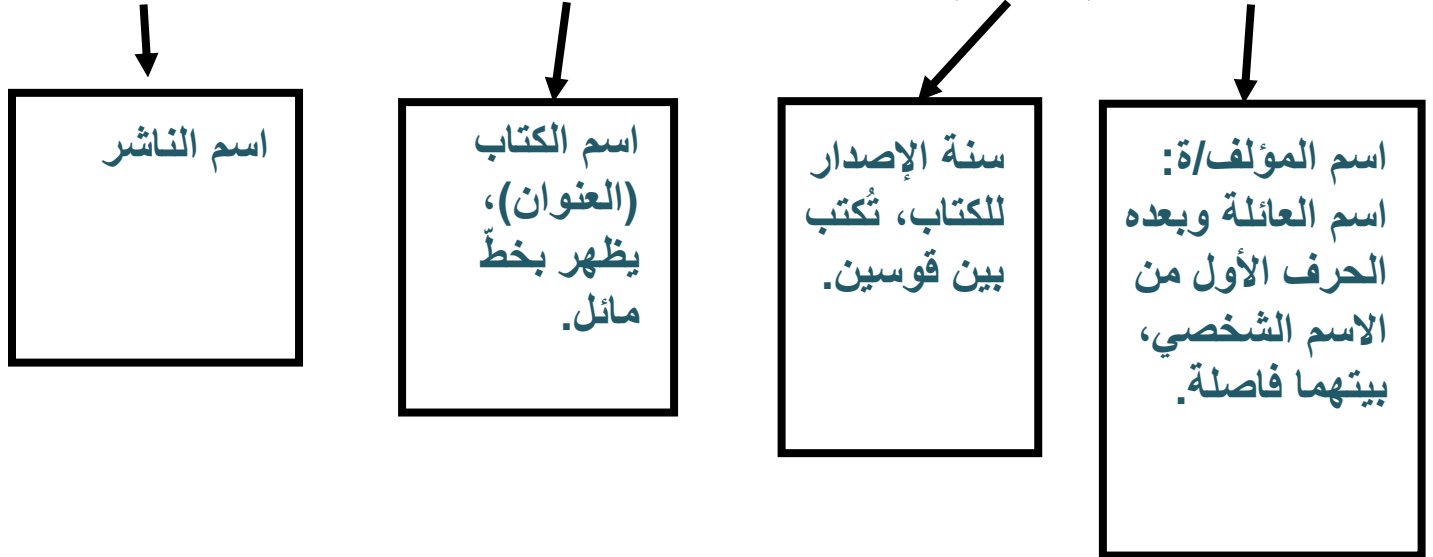 اسم المؤلف/ة:
اسم العائلة وبعده
الحرف الأول من
الاسم الشخصي،
بيتهما فاصلة.
سنة الإصدار
للكتاب، تُكتب
بين قوسين.
اسم الكتاب
(العنوان)،
يظهر بخطّ
مائل.
اسم الناشر